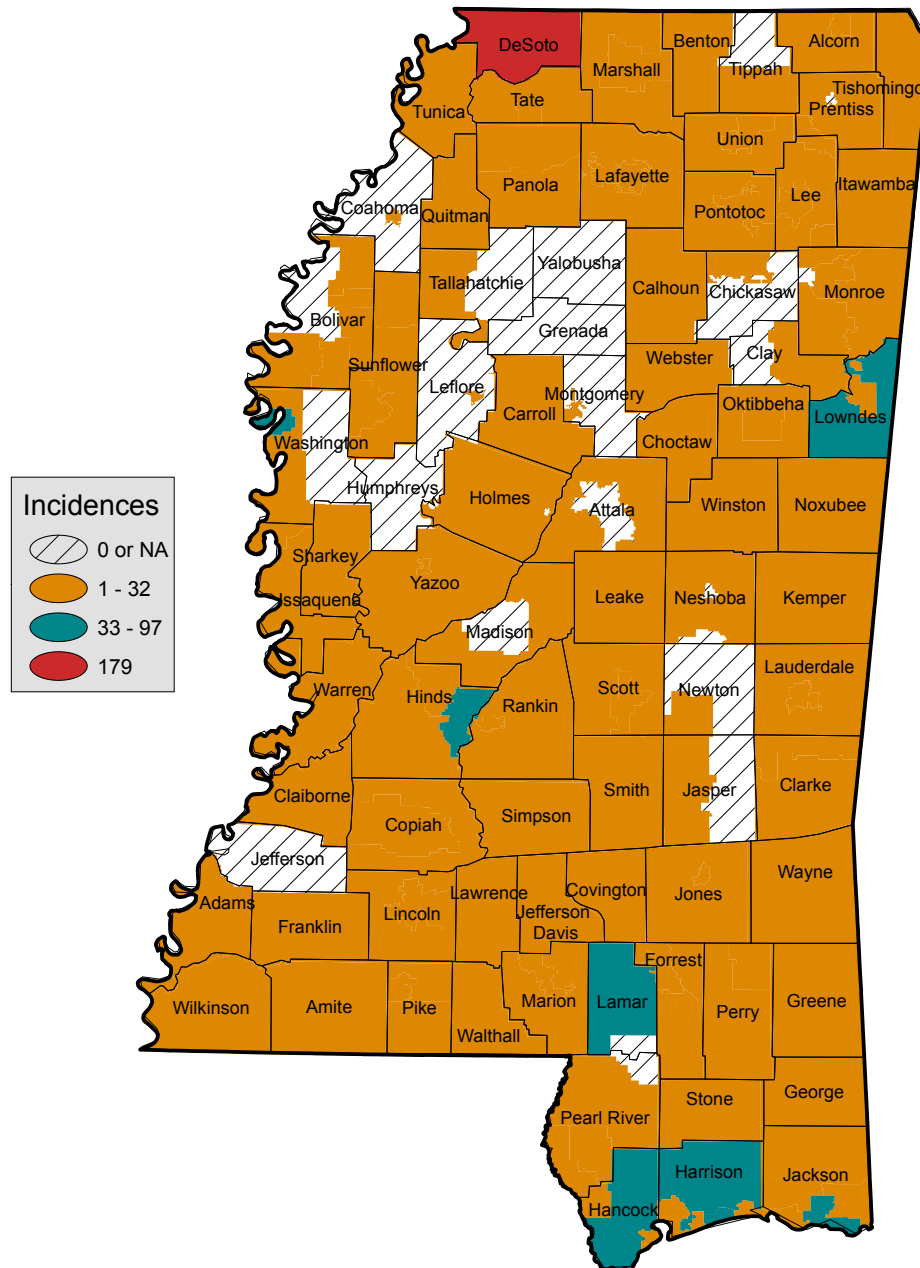 DeSoto
Benton
Alcorn
Marshall
Tippah
Tishomingo
Tunica
Tate
Prentiss
Union
Panola
Lafayette
Coahoma
Quitman
Pontotoc
Lee
Itawamba
Tallahatchie
Yalobusha
Calhoun
Chickasaw
Monroe
Bolivar
Grenada
Sunflower
Webster
Clay
Leflore
Montgomery
Carroll
Oktibbeha
Lowndes
Washington
Choctaw
Humphreys
Holmes
Attala
Winston
Noxubee
Incidences
0 or NA
1 - 32
33 - 97
179
Sharkey
Yazoo
Issaquena
Leake
Neshoba
Kemper
Madison
Warren
Hinds
Rankin
Scott
Newton
Lauderdale
Claiborne
Copiah
Simpson
Smith
Jasper
Clarke
Jefferson
Adams
Franklin
Lincoln
Lawrence
Jefferson
Davis
Covington
Jones
Wayne
Wilkinson
Amite
Pike
Walthall
Marion
Lamar
Forrest
Perry
Greene
Pearl River
Stone
George
Hancock
Harrison
Jackson